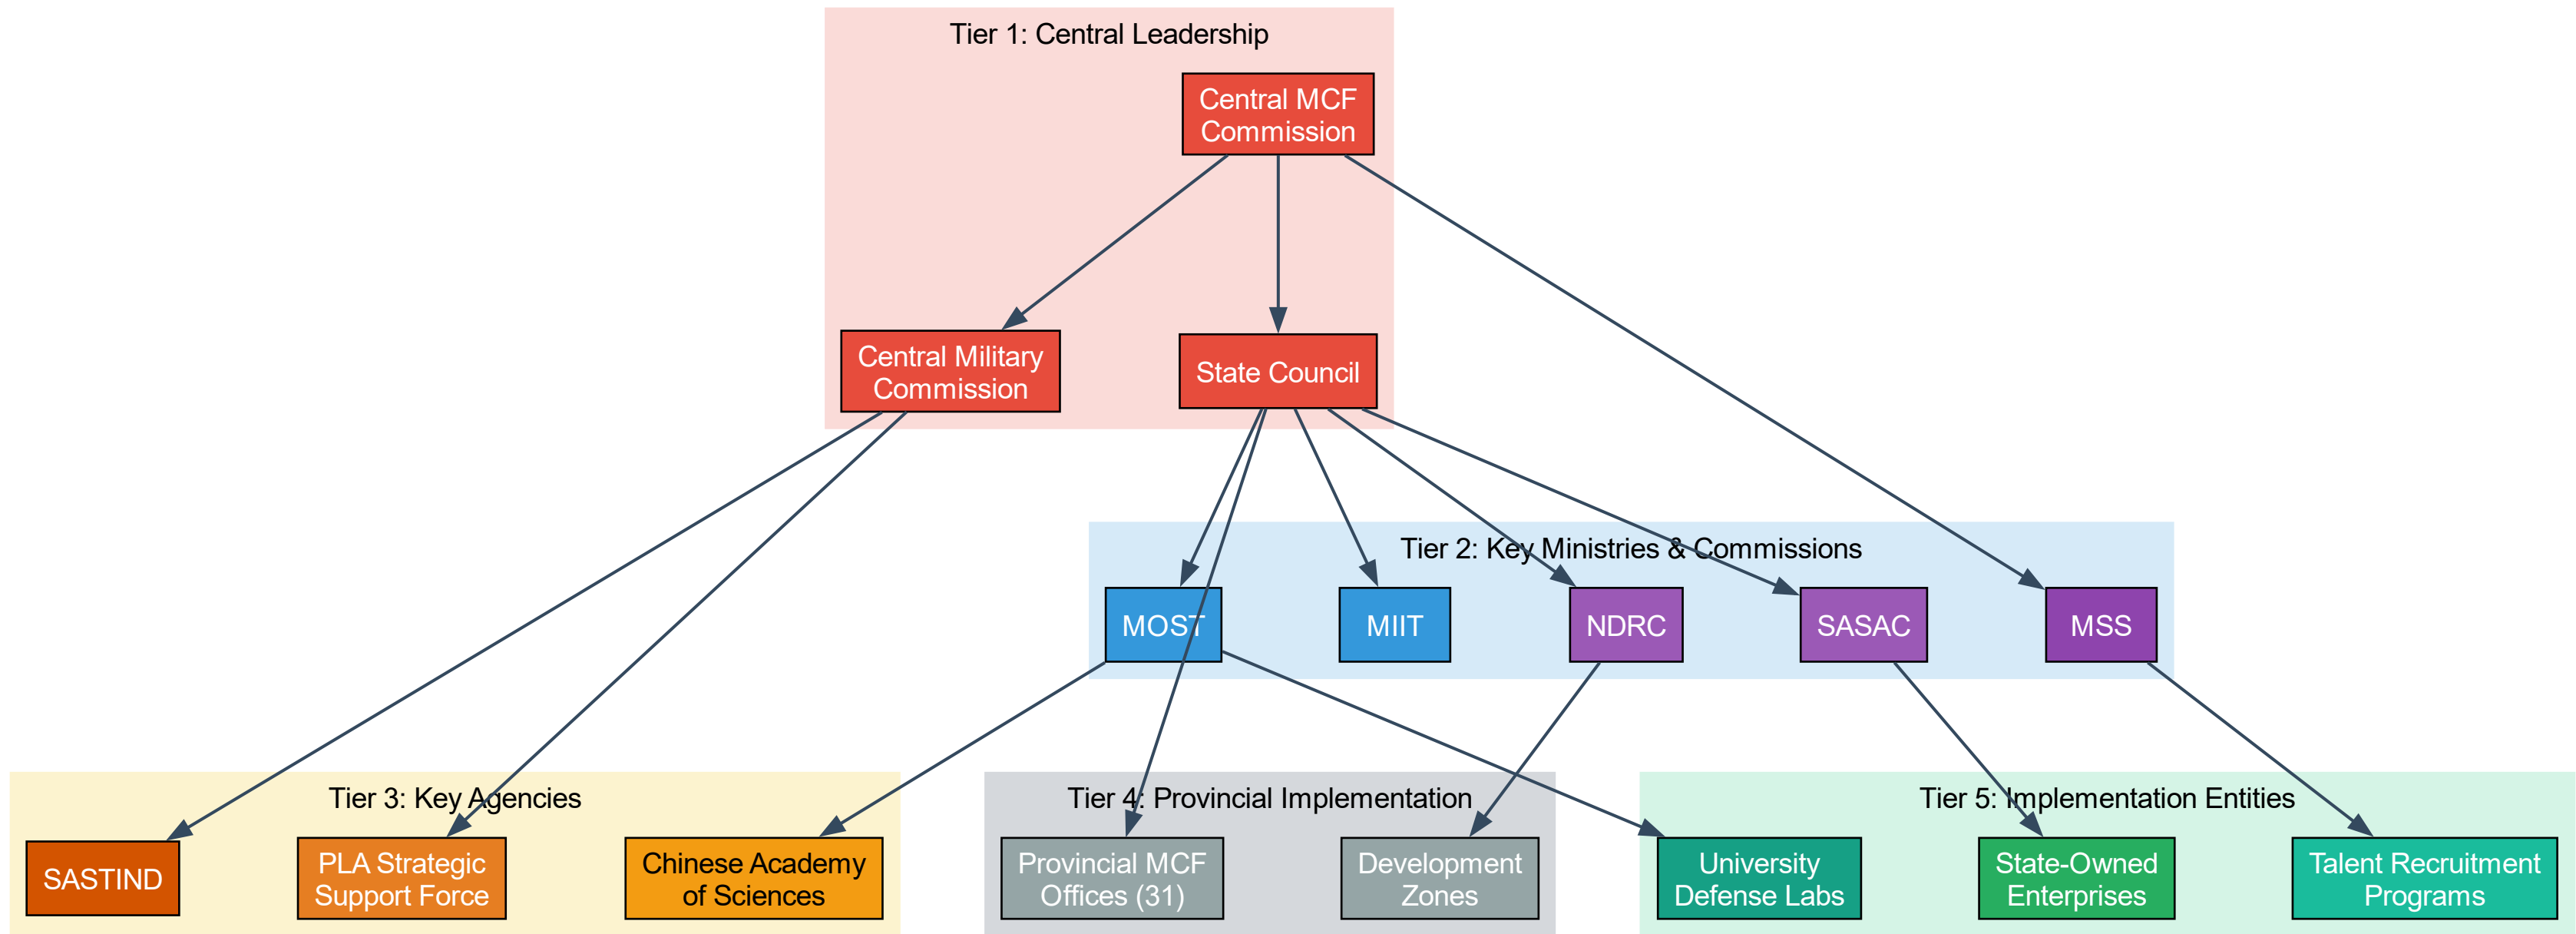 Tier 1: Central Leadership
Central MCF
Commission
Central Military
Commission
State Council
Tier 2: Key Ministries & Commissions
MOST
MIIT
NDRC
SASAC
MSS
Tier 3: Key Agencies
SASTIND
PLA Strategic
Support Force
Chinese Academy
of Sciences
Tier 4: Provincial Implementation
Provincial MCF
Offices (31)
Development
Zones
Tier 5: Implementation Entities
University
Defense Labs
State-Owned
Enterprises
Talent Recruitment
Programs